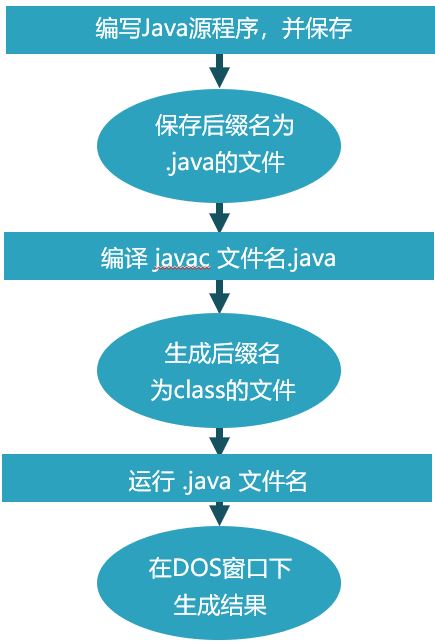 编写Java源程序，并保存
保存后缀名为
.java的文件
编译 javac 文件名.java
生成后缀名
为class的文件
运行 .java 文件名
在DOS窗口下
生成结果